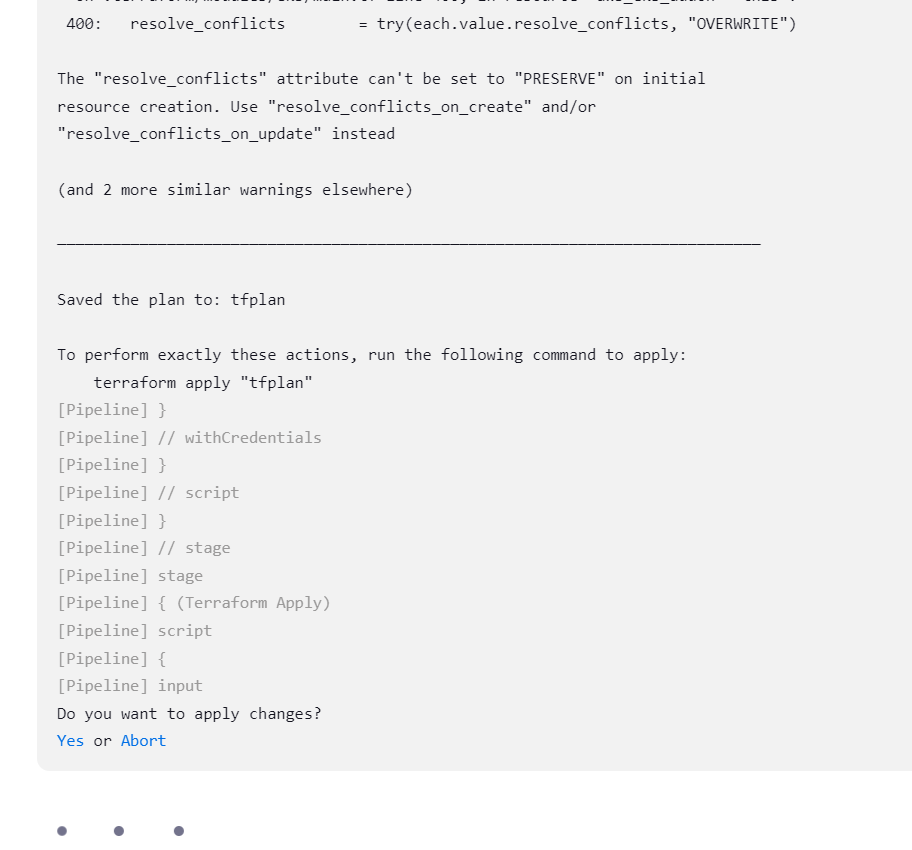 400:   resolve_conflicts        = try(each.value.resolve_conflicts, "OVERWRITE")
The "resolve_conflicts" attribute can't be set to "PRESERVE" on initial
resource creation. Use "resolve_conflicts_on_create" and/or
"resolve_conflicts_on_update" instead
(and 2 more similar warnings elsewhere)
Saved the plan to: tfplan
To perform exactly these actions, run the following command to apply:
    terraform apply "tfplan"
[Pipeline] }
[Pipeline] // withCredentials
[Pipeline] }
[Pipeline] // script
[Pipeline] }
[Pipeline] // stage
[Pipeline] stage
[Pipeline] { (Terraform Apply)
[Pipeline] script
[Pipeline] {
[Pipeline] input
Do you want to apply changes?
Yes or Abort